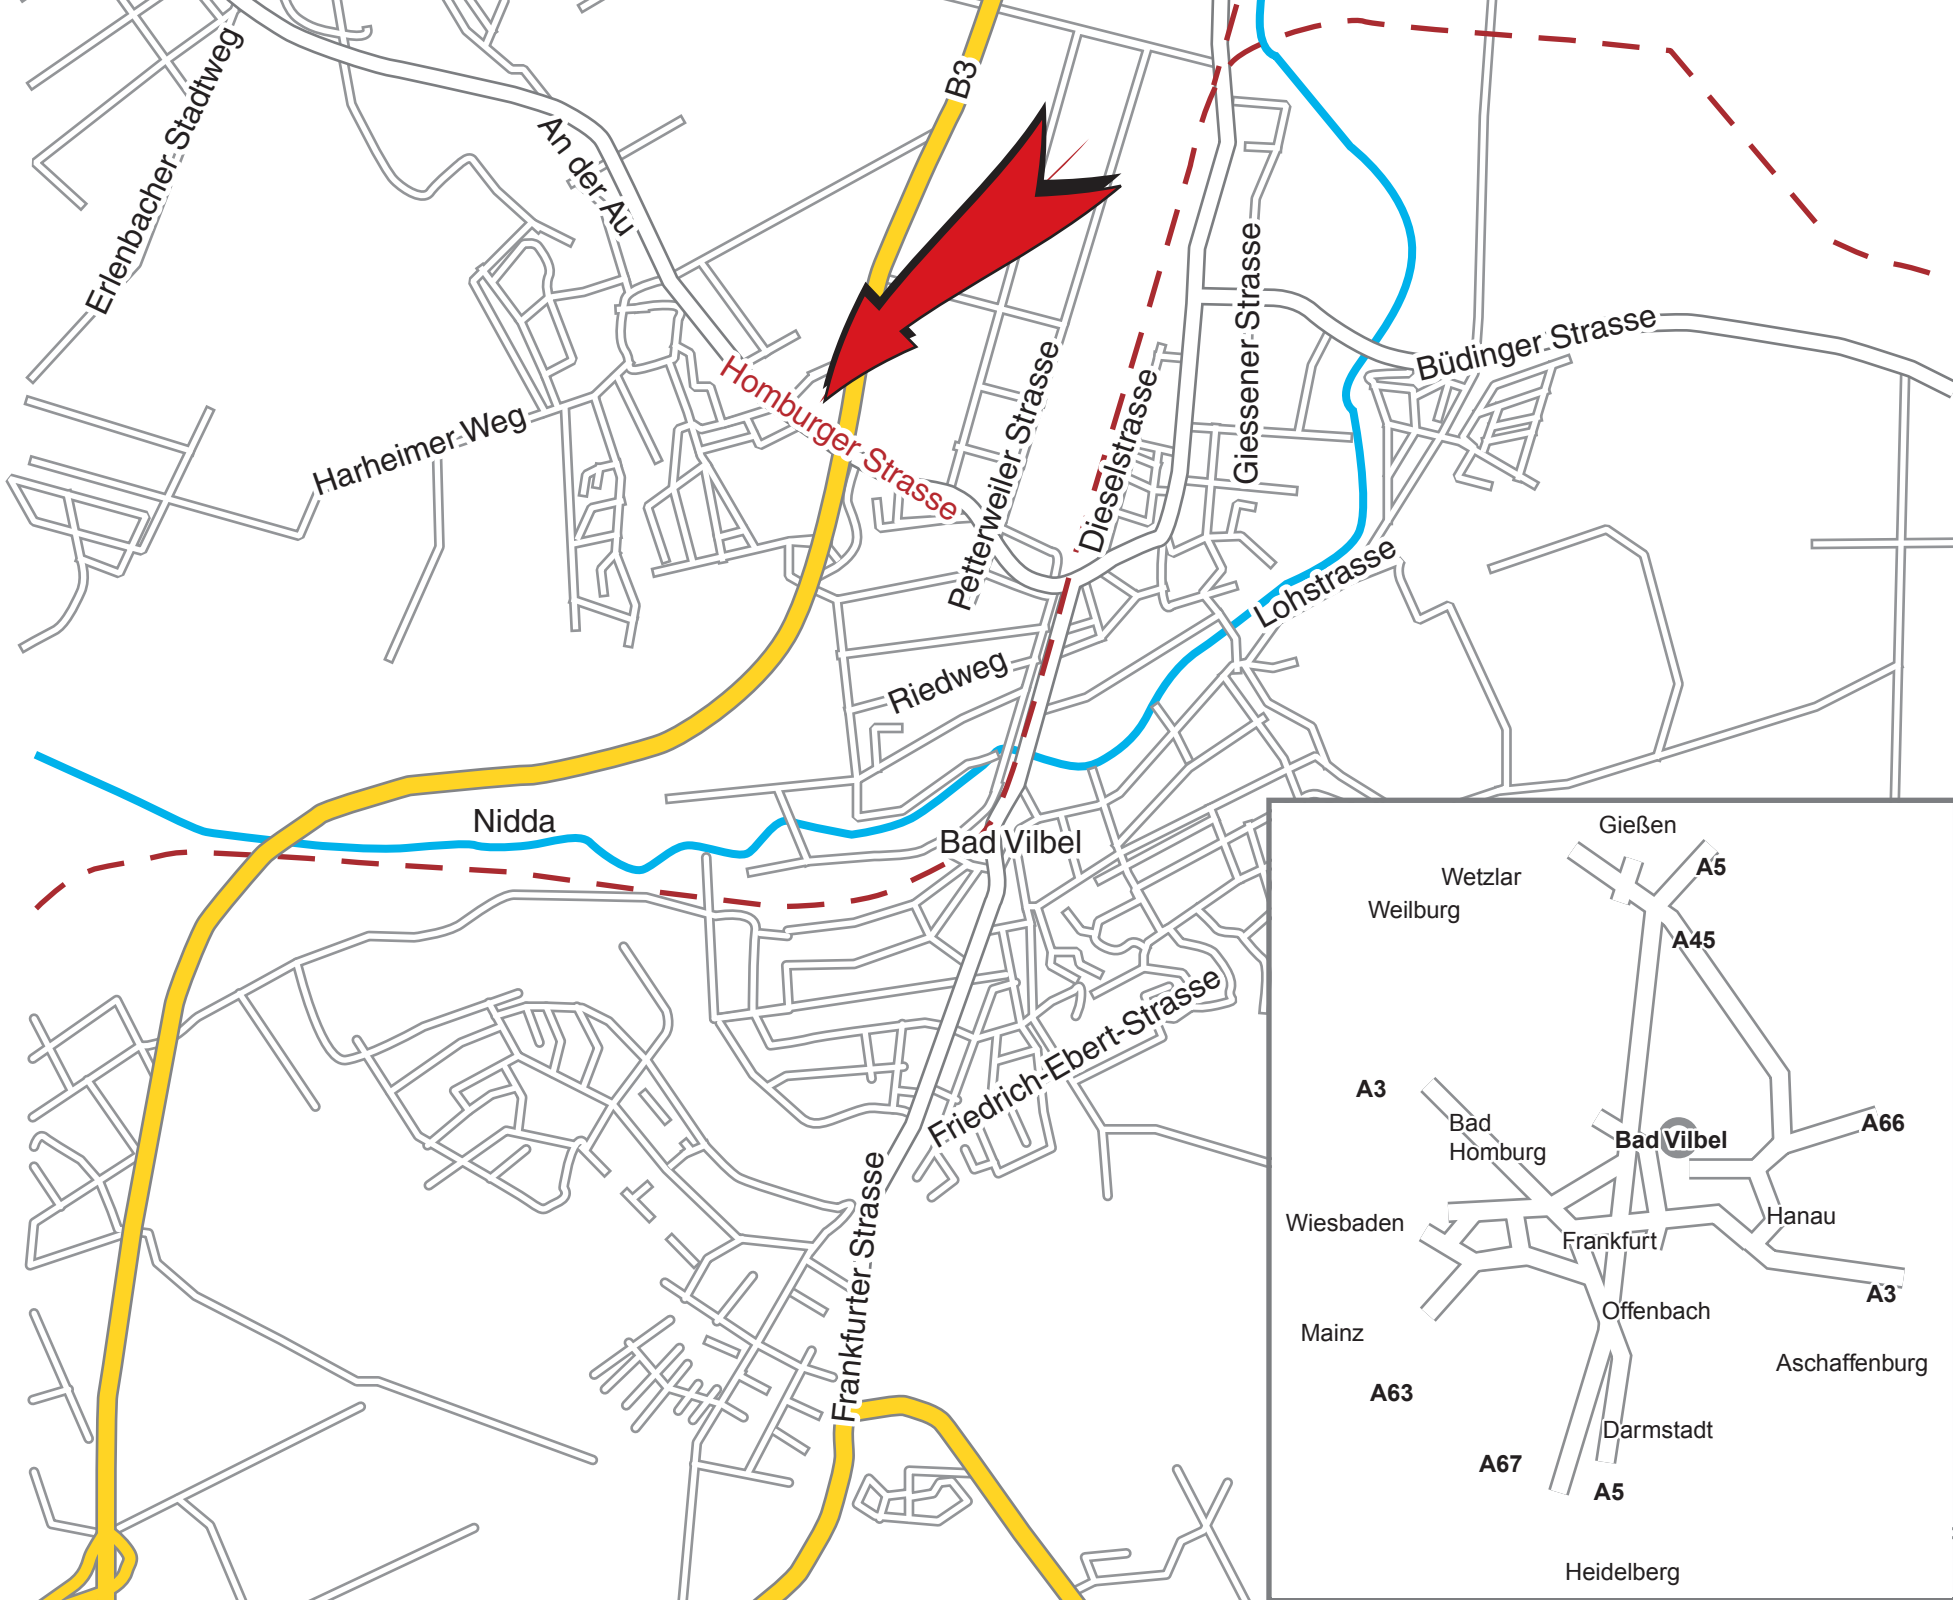 B3
Erlenbacher Stadtweg
An der Au
Homburger Strasse
Harheimer Weg
Petterweiler Strasse
Dieselstrasse
Giessener Strasse
Büdinger Strasse
Lohstrasse
Riedweg
Nidda
Bad Vilbel
Friedrich-Ebert-Strasse
Frankfurter Strasse
Gießen
A5
Wetzlar
Weilburg
A45
A3
Bad
Homburg
Bad Vilbel
A66
Wiesbaden
Hanau
Frankfurt
A3
Offenbach
Mainz
Aschaffenburg
A63
Darmstadt
A67
A5
Heidelberg